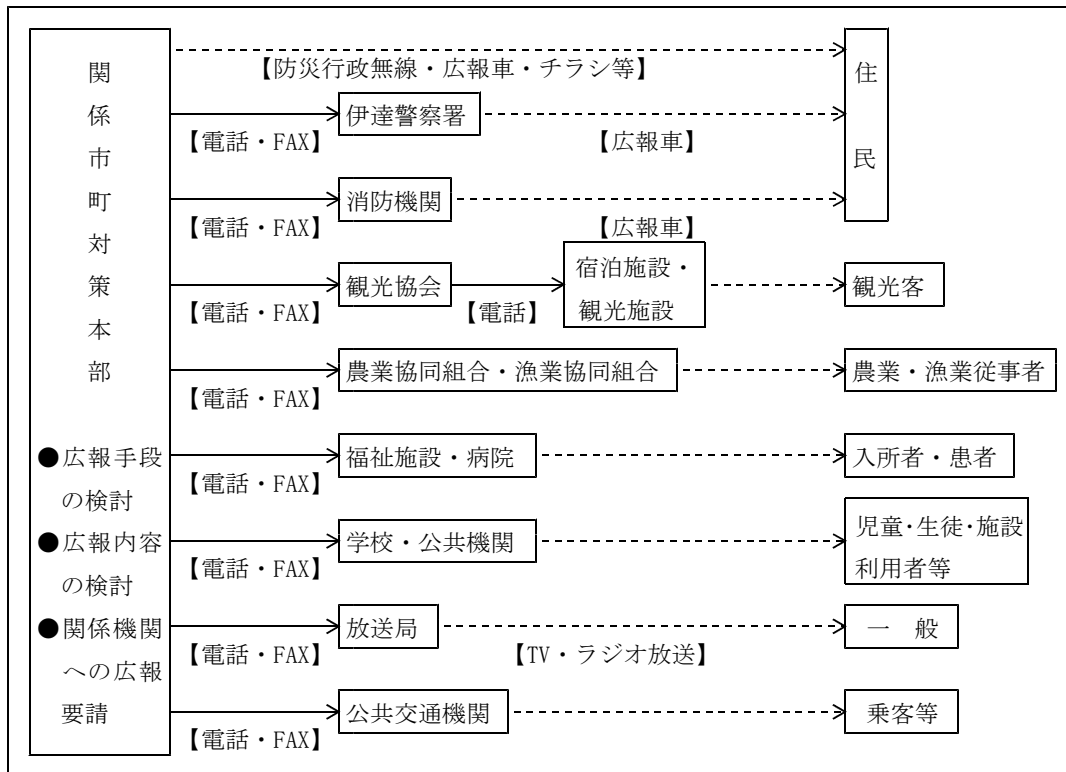 関係市町対策本部
●広報手段
の検討
●広報内容
の検討
●関係機関
への広報
要請
【防災行政無線・広報車・チラシ等】
住民
伊達警察署
【電話・FAX】
【広報車】
消防機関
【電話・FAX】
【広報車】
観光協会
【電話・FAX】
【電話】
宿泊施設・
観光施設
観光客
農業協同組合・漁業協同組合
農業・漁業従事者
【電話・FAX】
福祉施設・病院
入所者・患者
【電話・FAX】
学校・公共機関
児童・生徒・施設
利用者等
【電話・FAX】
放送局
一　般
【電話・FAX】
【TV・ラジオ放送】
公共交通機関
乗客等
【電話・FAX】